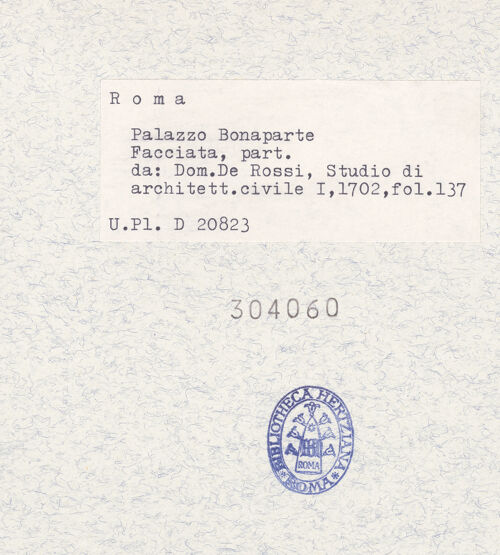 R o m a
Palazzo Bonaparte
Facciata, part.
da: Dom.De Rossi, Studio di
architett.civile I,1702,fol.137
U.Pl. D 20823
304060
BIBLIOTHECA HERTZIANA
ROMA
ROMA